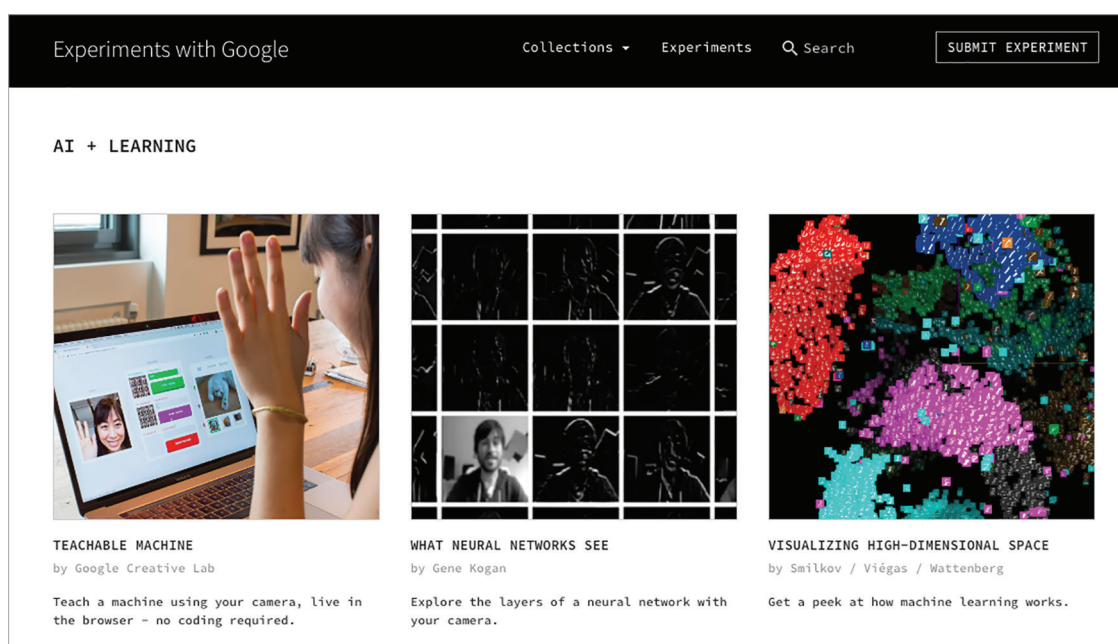 Experiments with Google
Collections
Experiments
Search
SUBMIT EXPERIMENT
AI + LEARNING
TEACHABLE MACHINE
by Google Creative Lab
Teach a machine using your camera, live in
the browser – no coding required.
WHAT NEURAL NETWORKS SEE
by Gene Kogan
Explore the layers of a neural network with
your camera.
VISUALIZING HIGH-DIMENSIONAL SPACE
by Smilkov / Viégas / Wattenberg
Get a peek at how machine learning works.